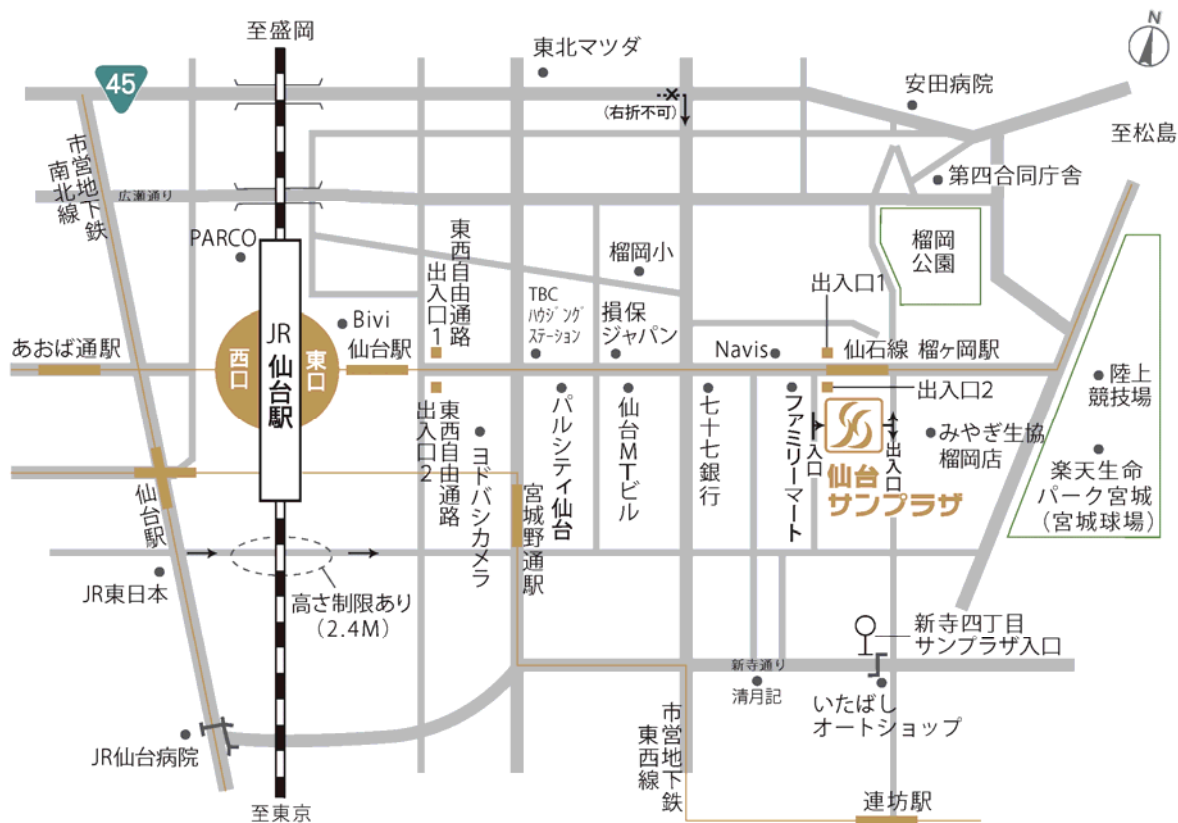 至盛岡
N
45
東北マツダ
(右折不可)
安田病院
至松島
市営地下鉄
南北線
広瀬通り
第四合同庁舎
PARCO
東西自由通路
出入口1
榴岡小
榴岡
公園
出入口1
TBC
ハウジング
ステーション
損保
ジャパン
Bivi
あおば通駅
西口
JR仙台駅
東口
仙台駅
Navis
仙石線 榴ヶ岡駅
出入口2
陸上
競技場
東西自由通路
出入口2
ヨドバシカメラ
パルシティ仙台
仙台MTビル
七十七銀行
ファミリーマート
入口
出入口
仙台
サンプラザ
みやぎ生協
榴岡店
楽天生命
パーク宮城
(宮城球場)
仙台駅
宮城野通駅
JR東日本
高さ制限あり
(2.4M)
新寺四丁目
サンプラザ入口
新寺通り
清月記
いたばし
オートショップ
JR仙台病院
市営地下鉄
東西線
連坊駅
至東京